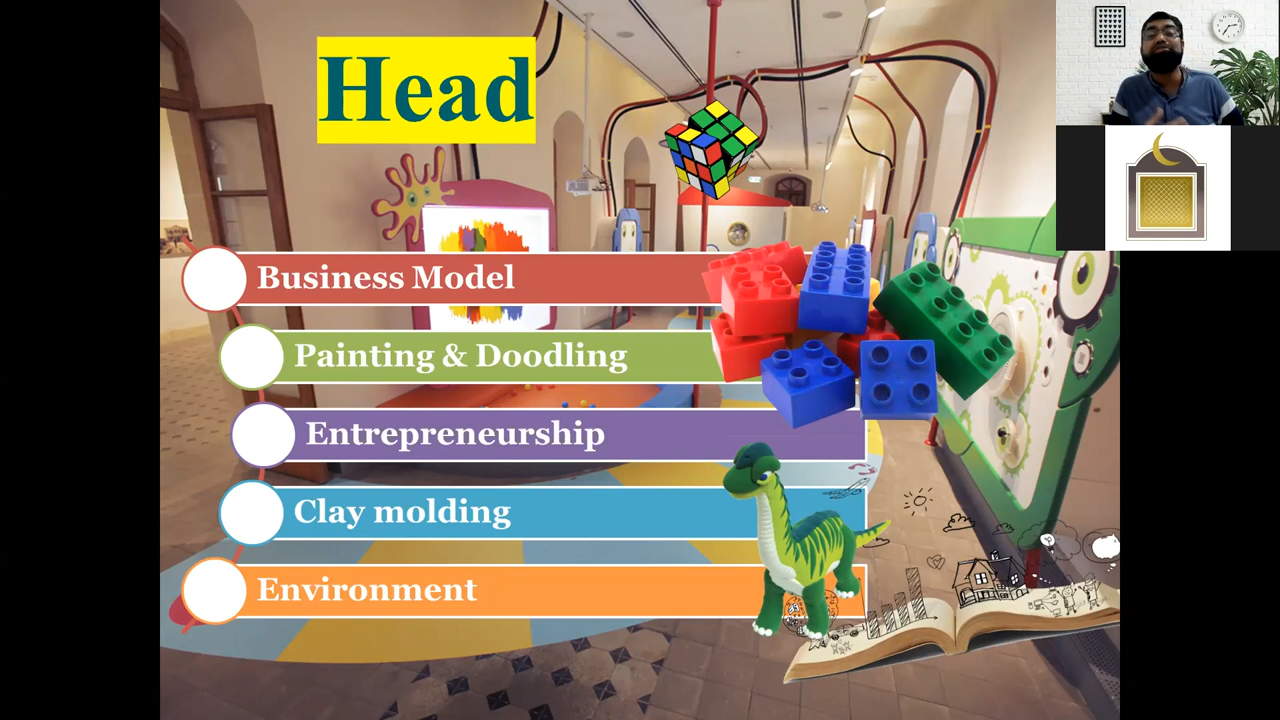 Head
Business Model
Painting & Doodling
Entrepreneurship
Clay molding
Environment